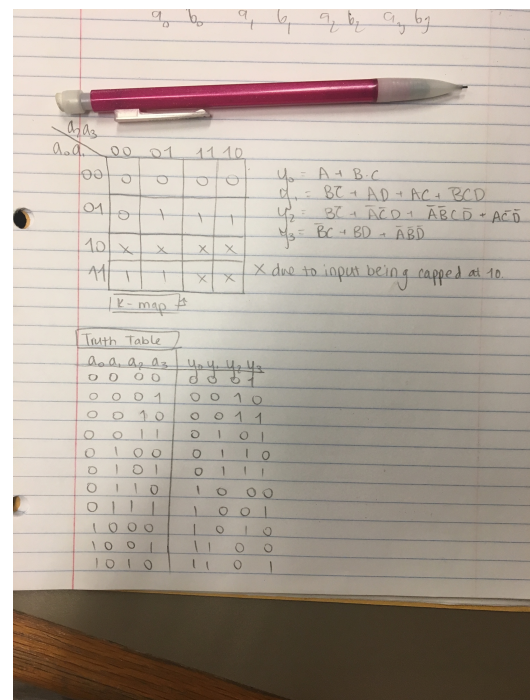 a₀ b₀ a₁ b₁ a₂ b₂ a₃ b₃
a₂a₃
a₀a₁ 00 01 11 10
00 0 0 0 0
01 0 1 1 1
10 x x x x
11 1 1 x x
y₀ = A + B·C
y₁ = BC̅ + AD + AC + B̅CD
y₂ = BC̅ + A̅C̅D + A̅B̅CD̅ + AC̅D̅
y₃ = B̅C + BD + A̅B̅D̅
X due to input being capped at 10
K-map
Truth Table
a₀ a₁ a₂ a₃ y₀ y₁ y₂ y₃
0 0 0 0 0 0 0 1
0 0 0 1 0 0 1 0
0 0 1 0 0 0 1 1
0 0 1 1 0 1 0 1
0 1 0 0 0 1 1 0
0 1 0 1 0 1 1 1
0 1 1 0 1 0 0 0
0 1 1 1 1 0 0 1
1 0 0 0 1 0 1 0
1 0 0 1 1 1 0 0
1 0 1 0 1 1 0 1